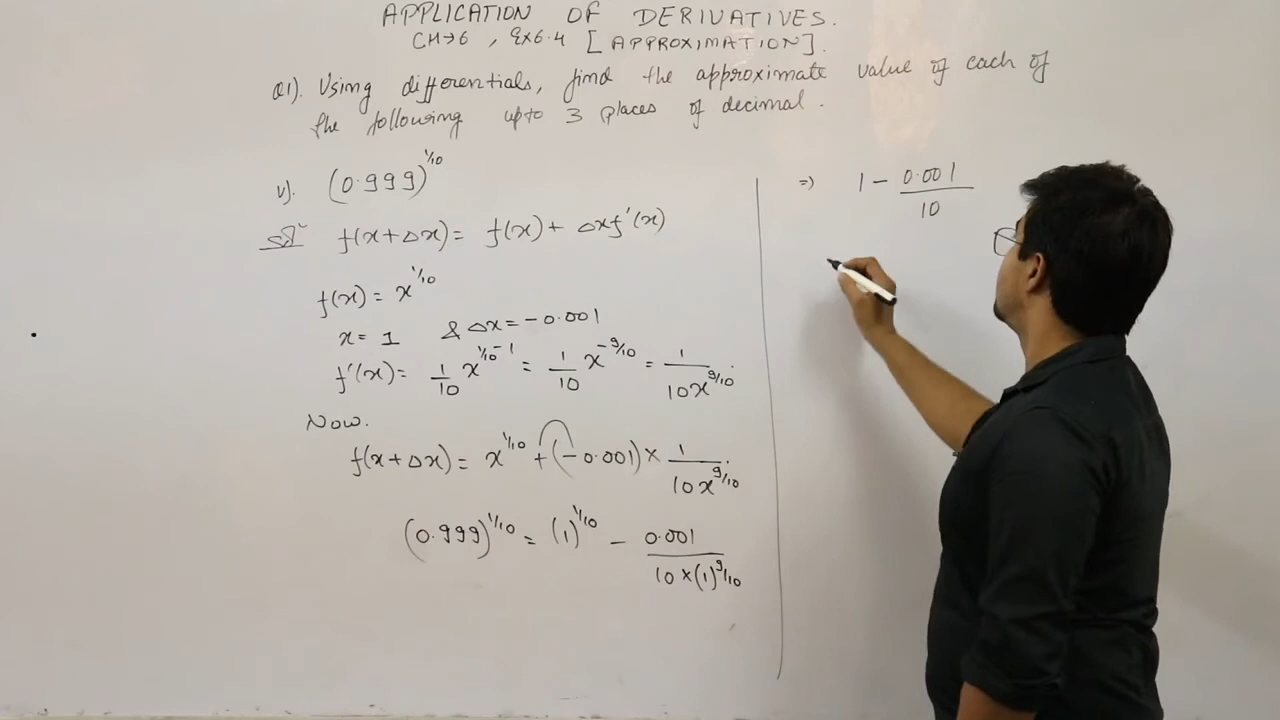 APPLICATION OF DERIVATIVES.
CH→6 , Ex6.4 [APPROXIMATION].
Q1). Using differentials, find the approximate value of each of
the following upto 3 places of decimal.
v). (0.999)^1/10
Solⁿ f(x+Δx) = f(x) + Δxf'(x)
f(x) = x^1/10
x = 1 & Δx = -0.001
f'(x) = 1/10 x^1/10-1 = 1/10 x^-9/10 = 1/10x^9/10.
Now.
f(x+Δx) = x^1/10 + (-0.001) × 1/10x^9/10.
(0.999)^1/10 = (1)^1/10 - 0.001/10×(1)^9/10
⇒) 1 - 0.001/10